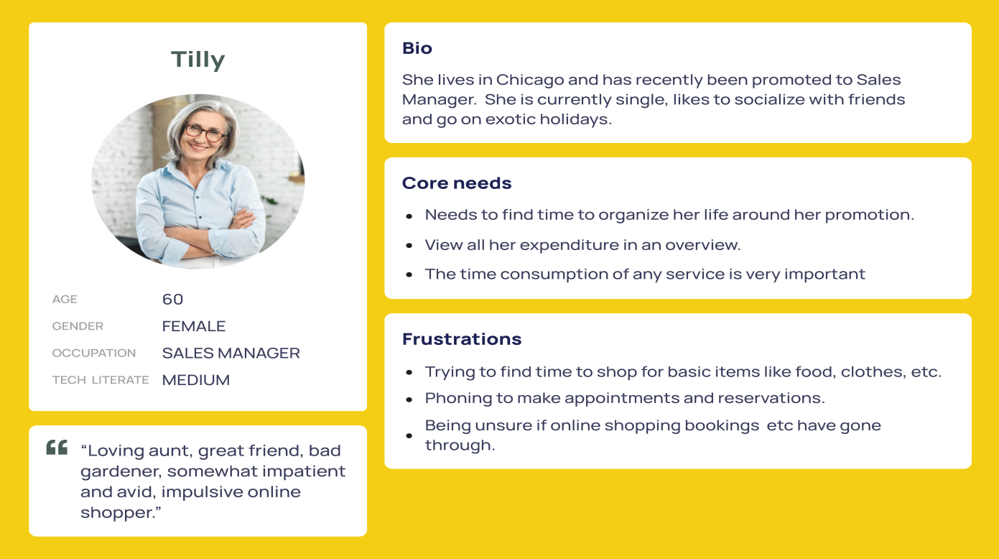 Tilly
AGE 60
GENDER FEMALE
OCCUPATION SALES MANAGER
TECH LITERATE MEDIUM
“Loving aunt, great friend, bad
gardener, somewhat impatient
and avid, impulsive online
shopper.”
Bio
She lives in Chicago and has recently been promoted to Sales
Manager.  She is currently single, likes to socialize with friends
and go on exotic holidays.
Core needs
• Needs to find time to organize her life around her promotion.
• View all her expenditure in an overview.
• The time consumption of any service is very important
Frustrations
• Trying to find time to shop for basic items like food, clothes, etc.
• Phoning to make appointments and reservations.
• Being unsure if online shopping bookings  etc have gone
through.